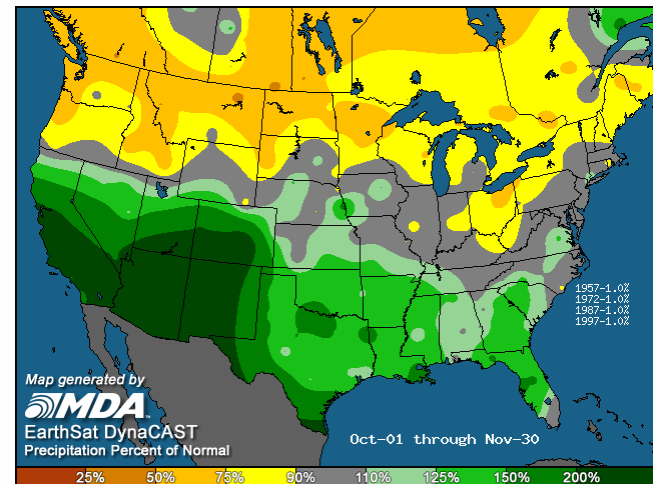 1957-1.0%
1972-1.0%
1987-1.0%
1997-1.0%
Map generated by
MDA
EarthSat DynaCAST
Precipitation Percent of Normal
Oct-01 through Nov-30
25% 50% 75% 90% 110% 125% 150% 200%